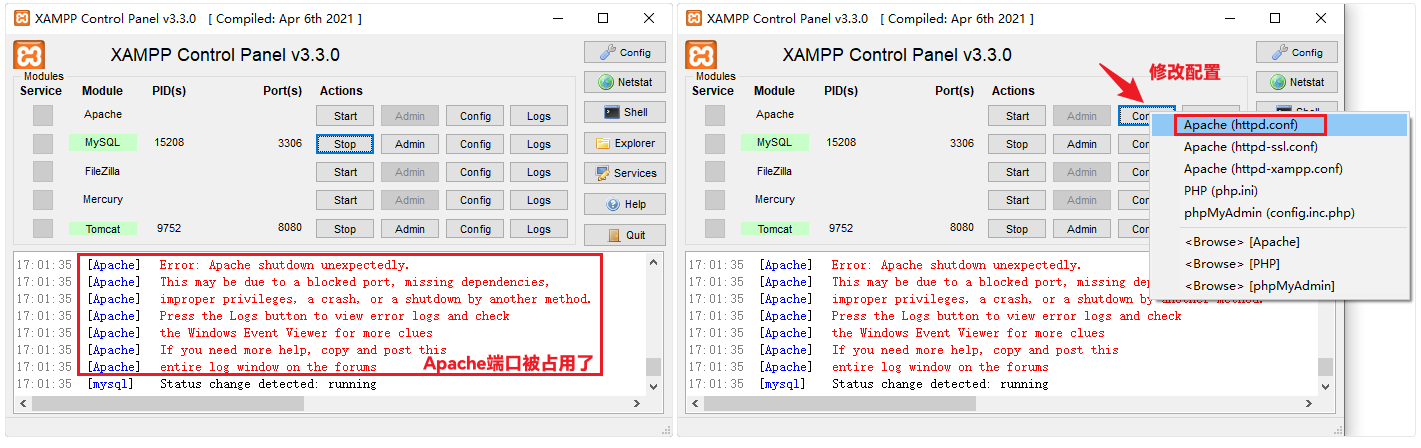 XAMPP Control Panel v3.3.0 [ Compiled: Apr 6th 2021 ]
XAMPP Control Panel v3.3.0
Config
Modules
Service Module PID(s) Port(s) Actions
Netstat
Apache Start Admin Config Logs
Shell
MySQL 15208 3306 Stop Admin Config Logs
Explorer
FileZilla Start Admin Config Logs
Services
Mercury Start Admin Config Logs
Help
Tomcat 9752 8080 Stop Admin Config Logs
Quit
17:01:35 [Apache] Error: Apache shutdown unexpectedly.
17:01:35 [Apache] This may be due to a blocked port, missing dependencies,
17:01:35 [Apache] improper privileges, a crash, or a shutdown by another method.
17:01:35 [Apache] Press the Logs button to view error logs and check
17:01:35 [Apache] the Windows Event Viewer for more clues
17:01:35 [Apache] If you need more help, copy and post this
17:01:35 [Apache] entire log window on the forums
Apache端口被占用了
17:01:35 [mysql] Status change detected: running
XAMPP Control Panel v3.3.0 [ Compiled: Apr 6th 2021 ]
XAMPP Control Panel v3.3.0
Config
修改配置
Modules
Service Module PID(s) Port(s) Actions
Netstat
Apache Start Admin
MySQL 15208 3306 Stop Admin
FileZilla Start Admin
Mercury Start Admin
Tomcat 9752 8080 Stop Admin
Apache (httpd.conf)
Apache (httpd-ssl.conf)
Apache (httpd-xampp.conf)
PHP (php.ini)
phpMyAdmin (config.inc.php)
<Browse> [Apache]
<Browse> [PHP]
<Browse> [phpMyAdmin]
17:01:35 [Apache] Error: Apache shutdown unexpectedly.
17:01:35 [Apache] This may be due to a blocked port, missing
17:01:35 [Apache] improper privileges, a crash, or a shutdown by another method.
17:01:35 [Apache] Press the Logs button to view error logs and check
17:01:35 [Apache] the Windows Event Viewer for more clues
17:01:35 [Apache] If you need more help, copy and post this
17:01:35 [Apache] entire log window on the forums
17:01:35 [mysql] Status change detected: running